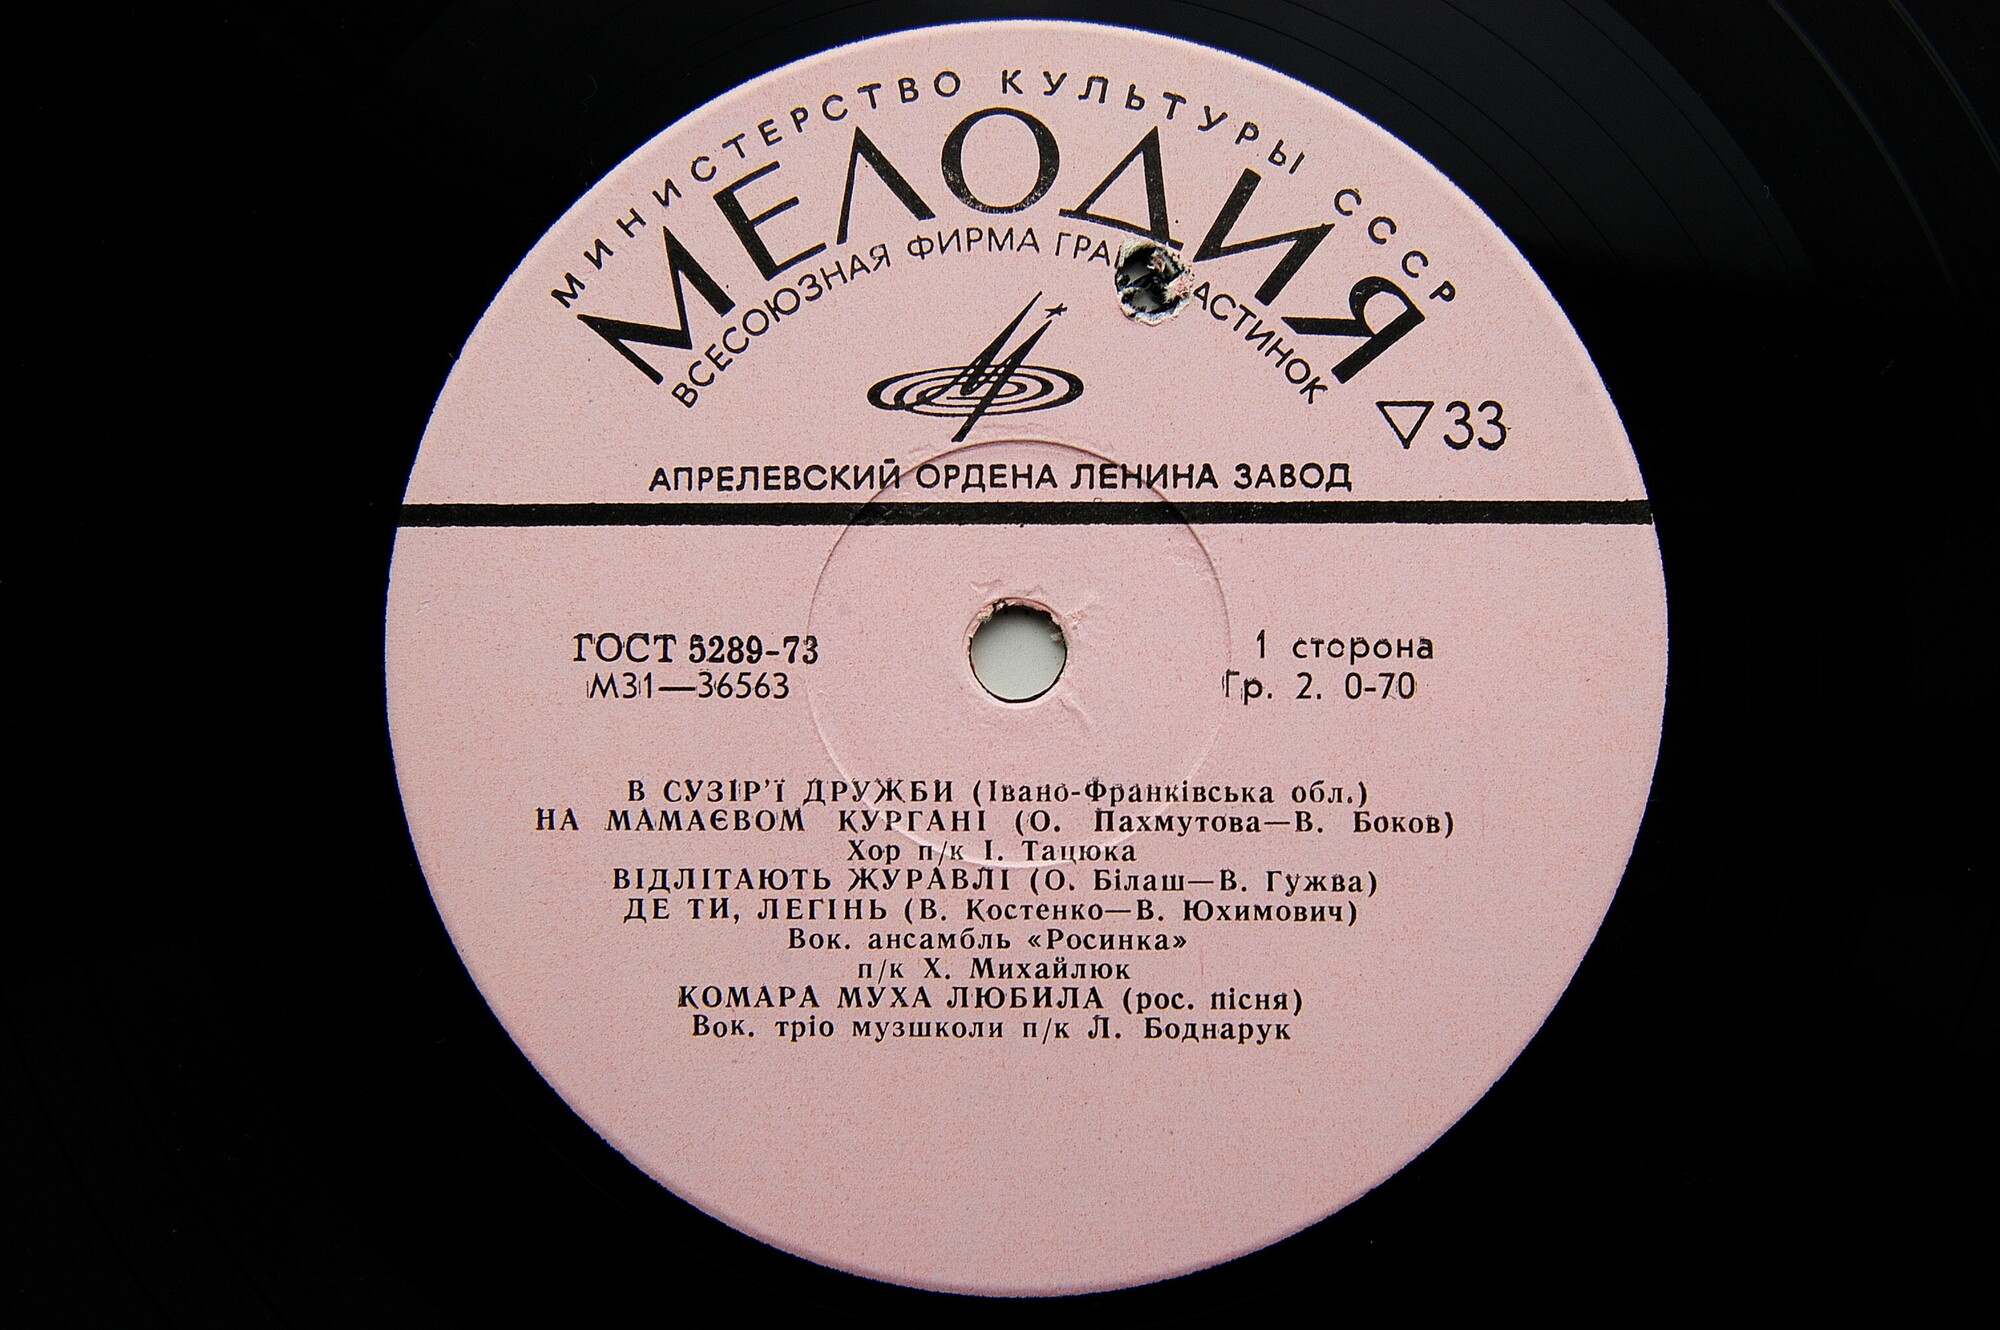 МИНИСТЕРСТВО КУЛЬТУРЫ СССР
МЕЛОДИЯ
ВСЕСОЮЗНАЯ ФИРМА
33
АПРЕЛЕВСКИЙ ОРДЕНА ЛЕНИНА ЗАВОД
ГОСТ 5289-73
1 сторона
М31—36563
Гр. 2. 0-70
В СУЗІР'Ї ДРУЖБИ (Івано-Франківська обл.)
НА МАМАЄВОМ КУРГАНІ (О. Пахмутова—В. Боков)
Хор п/к І. Тацюка
ВІДЛІТАЮТЬ ЖУРАВЛІ (О. Білаш—В. Гужва)
ДЕ ТИ, ЛЕГІНЬ (В. Костенко—В. Юхимович)
Вок. ансамбль «Росинка»
п/к Х. Михайлюк
КОМАРА МУХА ЛЮБИЛА (рос. пісня)
Вок. тріо музшколи п/к Л. Боднарук